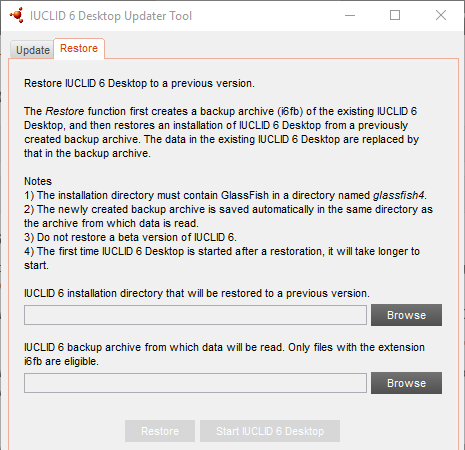 IUCLID 6 Desktop Updater Tool
Update Restore
Restore IUCLID 6 Desktop to a previous version.
The Restore function first creates a backup archive (i6fb) of the existing IUCLID 6
Desktop, and then restores an installation of IUCLID 6 Desktop from a previously
created backup archive. The data in the existing IUCLID 6 Desktop are replaced by
that in the backup archive.
Notes
1) The installation directory must contain GlassFish in a directory named glassfish4.
2) The newly created backup archive is saved automatically in the same directory as
the archive from which data is read.
3) Do not restore a beta version of IUCLID 6.
4) The first time IUCLID 6 Desktop is started after a restoration, it will take longer to
start.
IUCLID 6 installation directory that will be restored to a previous version.
Browse
IUCLID 6 backup archive from which data will be read. Only files with the extension
i6fb are eligible.
Browse
Restore Start IUCLID 6 Desktop